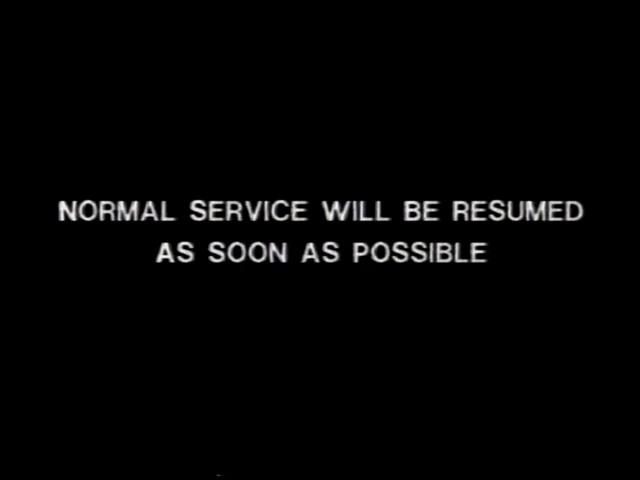 NORMAL SERVICE WILL BE RESUMED
AS SOON AS POSSIBLE